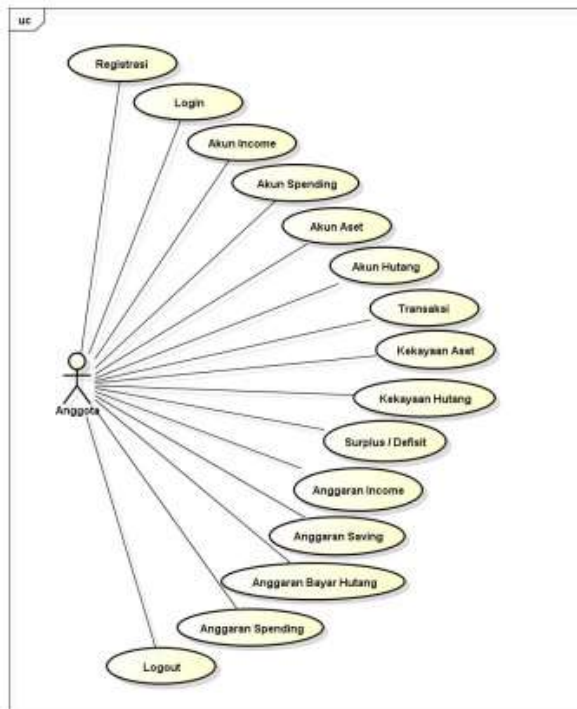 uc
Registrasi
Login
Akun Income
Akun Spending
Akun Aset
Akun Hutang
Transaksi
Kekayaan Aset
Anggota
Kekayaan Hutang
Surplus / Defisit
Anggaran Income
Anggaran Saving
Anggaran Bayar Hutang
Anggaran Spending
Logout